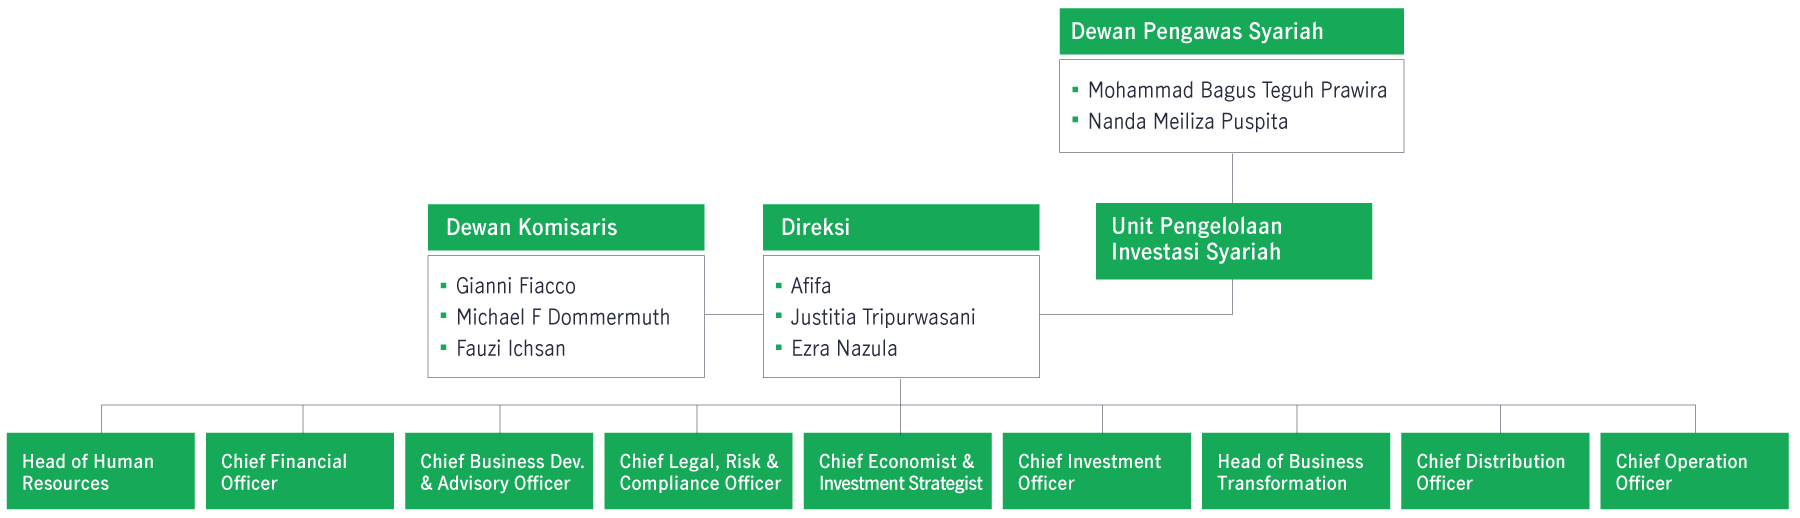 Dewan Pengawas Syariah
Mohammad Bagus Teguh Prawira
Nanda Meiliza Puspita
Dewan Komisaris
Gianni Fiacco
Michael F Dommermuth
Fauzi Ichsan
Direksi
Afifa
Justitia Tripurwasani
Ezra Nazula
Unit Pengelolaan
Investasi Syariah
Head of Human
Resources
Chief Financial
Officer
Chief Business Dev.
& Advisory Officer
Chief Legal, Risk &
Compliance Officer
Chief Economist &
Investment Strategist
Chief Investment
Officer
Head of Business
Transformation
Chief Distribution
Officer
Chief Operation
Officer